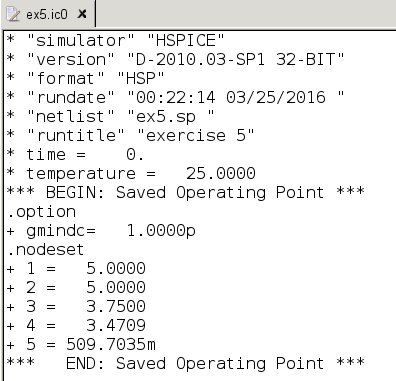 ex5.ic0
* "simulator" "HSPICE"
* "version" "D-2010.03-SP1 32-BIT"
* "format" "HSP"
* "rundate" "00:22:14 03/25/2016 "
* "netlist" "ex5.sp "
* "runtitle" "exercise 5"
* time =    0.
* temperature =   25.0000
*** BEGIN: Saved Operating Point ***
.option
+ gmindc=   1.0000p
.nodeset
+ 1 =   5.0000
+ 2 =   5.0000
+ 3 =   3.7500
+ 4 =   3.4709
+ 5 = 509.7035m
***   END: Saved Operating Point ***